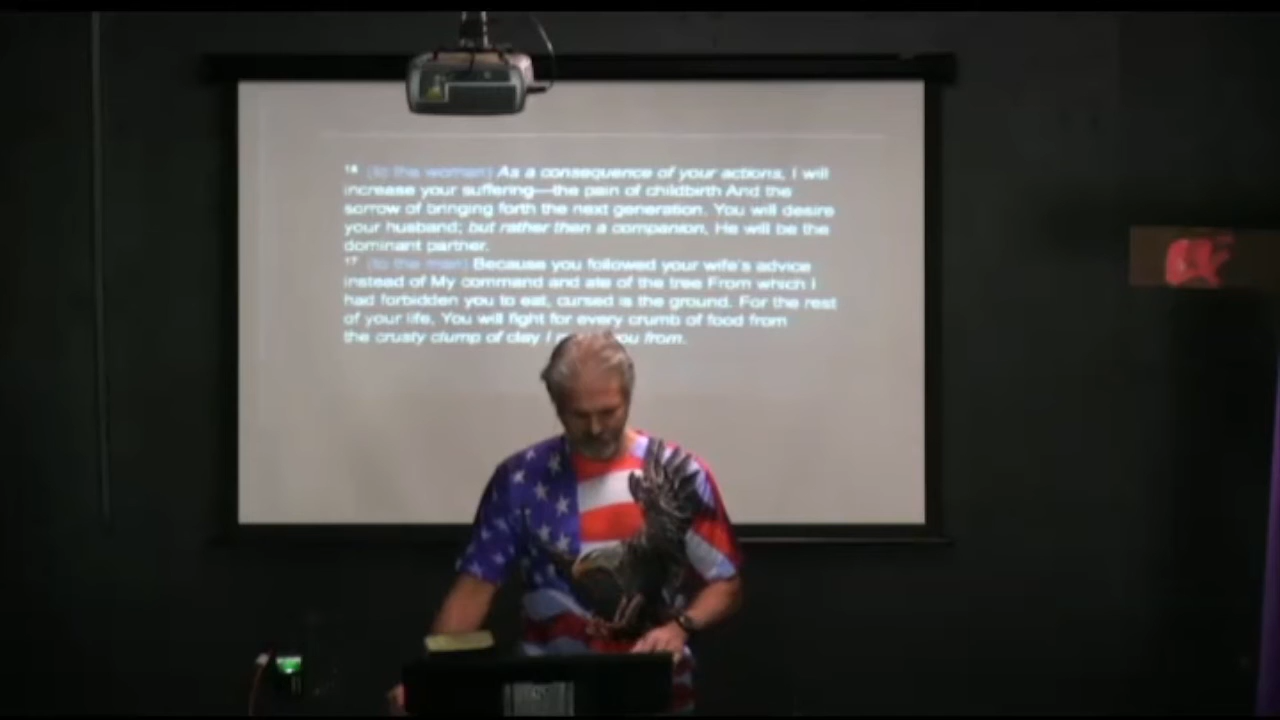 16 (to the woman) As a consequence of your actions, I will
increase your suffering—the pain of childbirth And the
sorrow of bringing forth the next generation. You will desire
your husband; but rather than a companion, He will be the
dominant partner.
17 (to the man) Because you followed your wife's advice
instead of My command and ate of the tree From which I
had forbidden you to eat, cursed is the ground. For the rest
of your life, You will fight for every crumb of food from
the crusty clump of clay I you from.